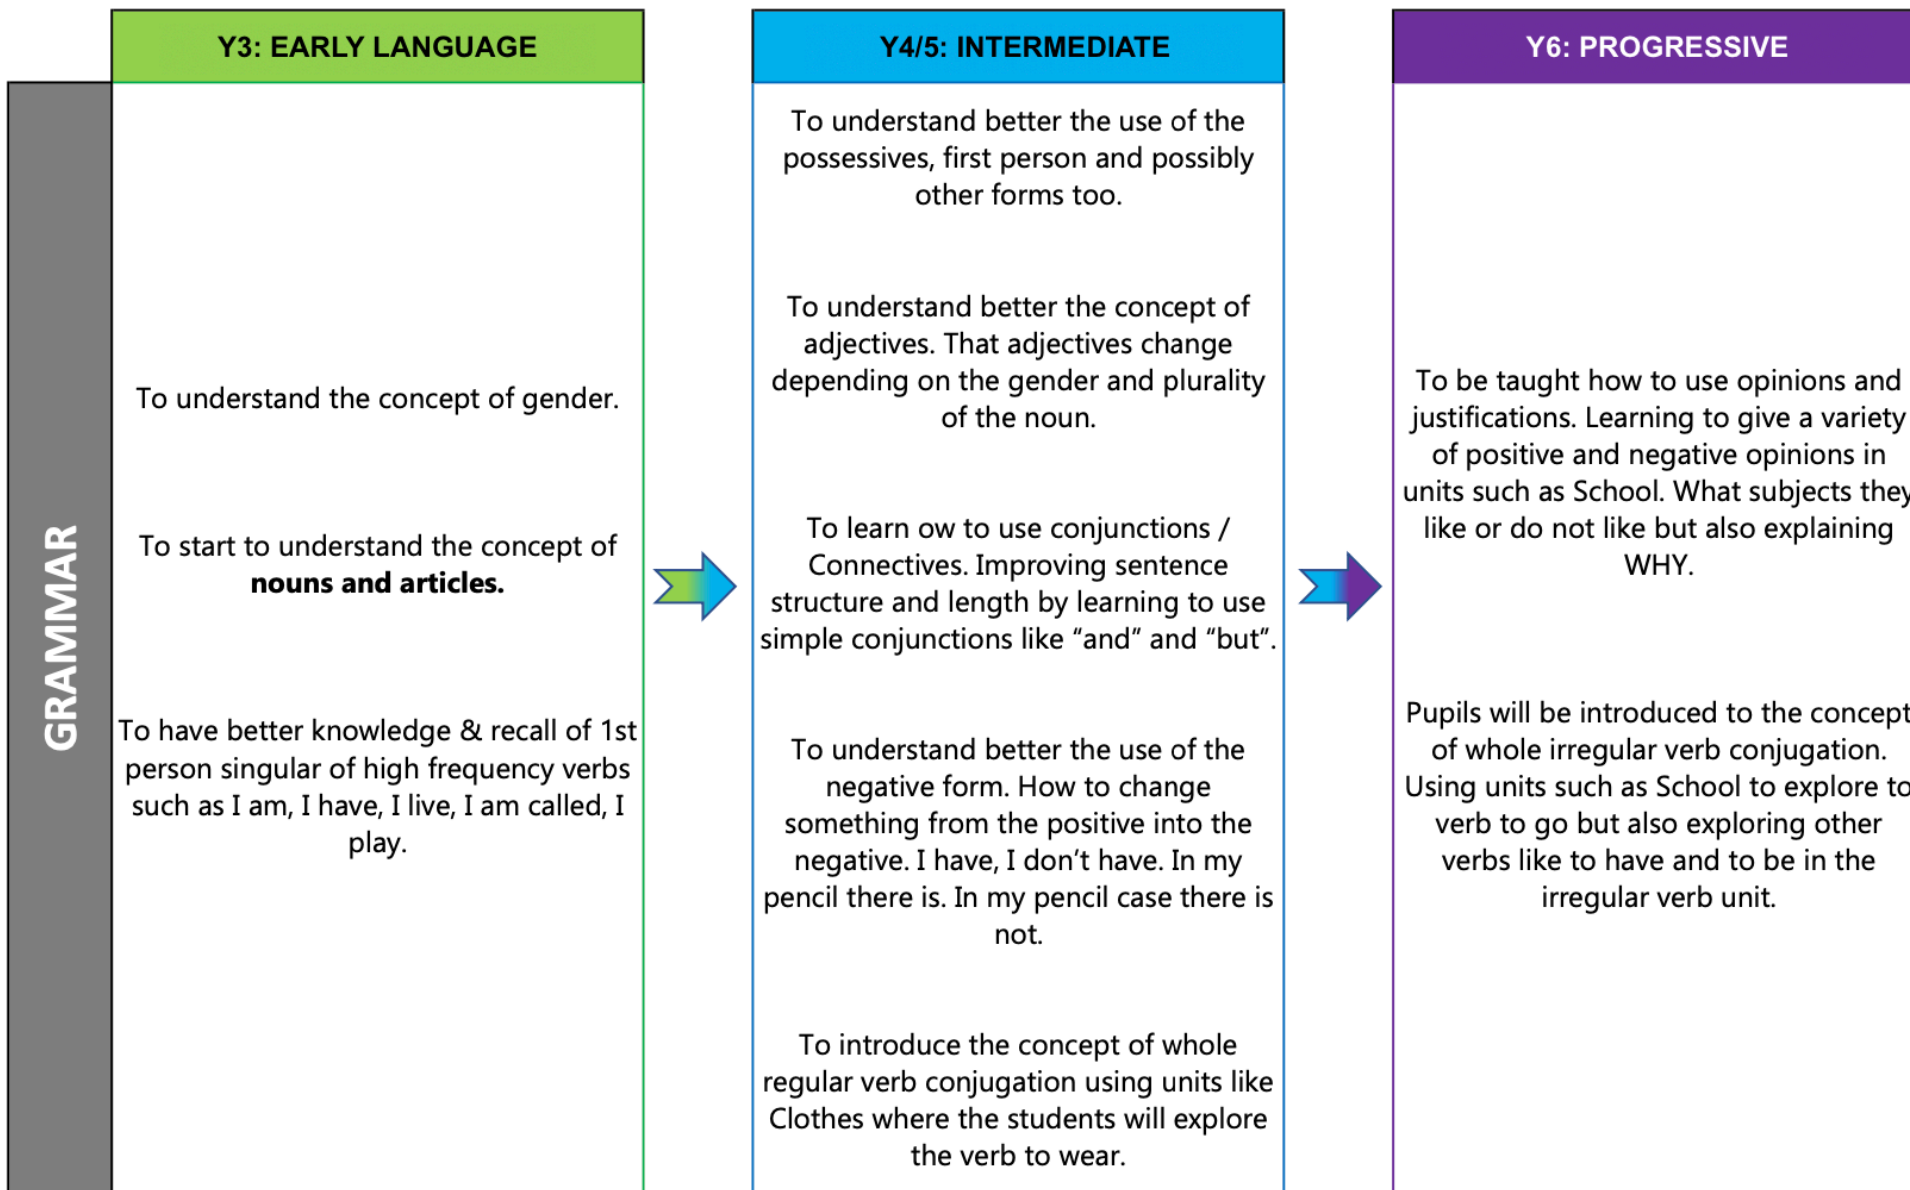 Y3: EARLY LANGUAGE
Y4/5: INTERMEDIATE
Y6: PROGRESSIVE
GRAMMAR
To understand the concept of gender.
To start to understand the concept of
nouns and articles.
To have better knowledge & recall of 1st
person singular of high frequency verbs
such as I am, I have, I live, I am called, I
play.
To understand better the use of the
possessives, first person and possibly
other forms too.
To understand better the concept of
adjectives. That adjectives change
depending on the gender and plurality
of the noun.
To learn ow to use conjunctions /
Connectives. Improving sentence
structure and length by learning to use
simple conjunctions like “and” and “but”.
To understand better the use of the
negative form. How to change
something from the positive into the
negative. I have, I don’t have. In my
pencil there is. In my pencil case there is
not.
To introduce the concept of whole
regular verb conjugation using units like
Clothes where the students will explore
the verb to wear.
To be taught how to use opinions and
justifications. Learning to give a variety
of positive and negative opinions in
units such as School. What subjects they
like or do not like but also explaining
WHY.
Pupils will be introduced to the concept
of whole irregular verb conjugation.
Using units such as School to explore to
verb to go but also exploring other
verbs like to have and to be in the
irregular verb unit.